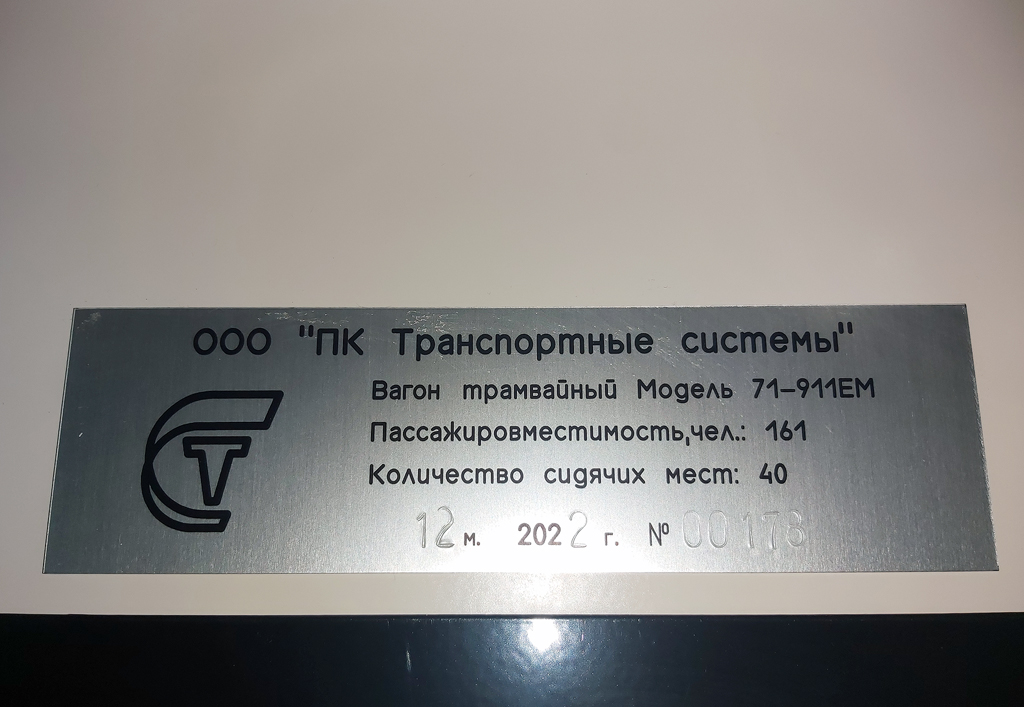 ООО "ПК Транспортные системы"
Вагон трамвайный Модель 71-911ЕМ
Пассажировместимость,чел.: 161
Количество сидячих мест: 40
СТ
12 м. 2022 г. № 00178